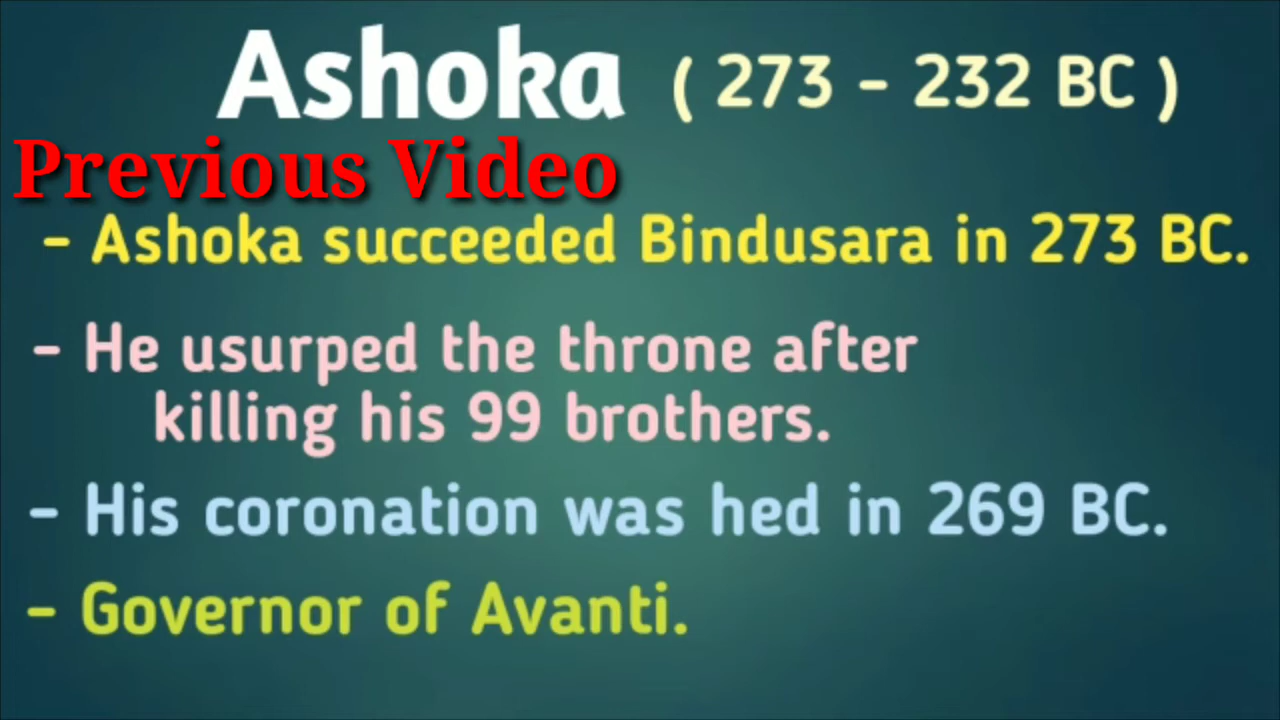 Ashoka ( 273 - 232 BC )
Previous Video
- Ashoka succeeded Bindusara in 273 BC.
- He usurped the throne after
killing his 99 brothers.
- His coronation was hed in 269 BC.
- Governor of Avanti.